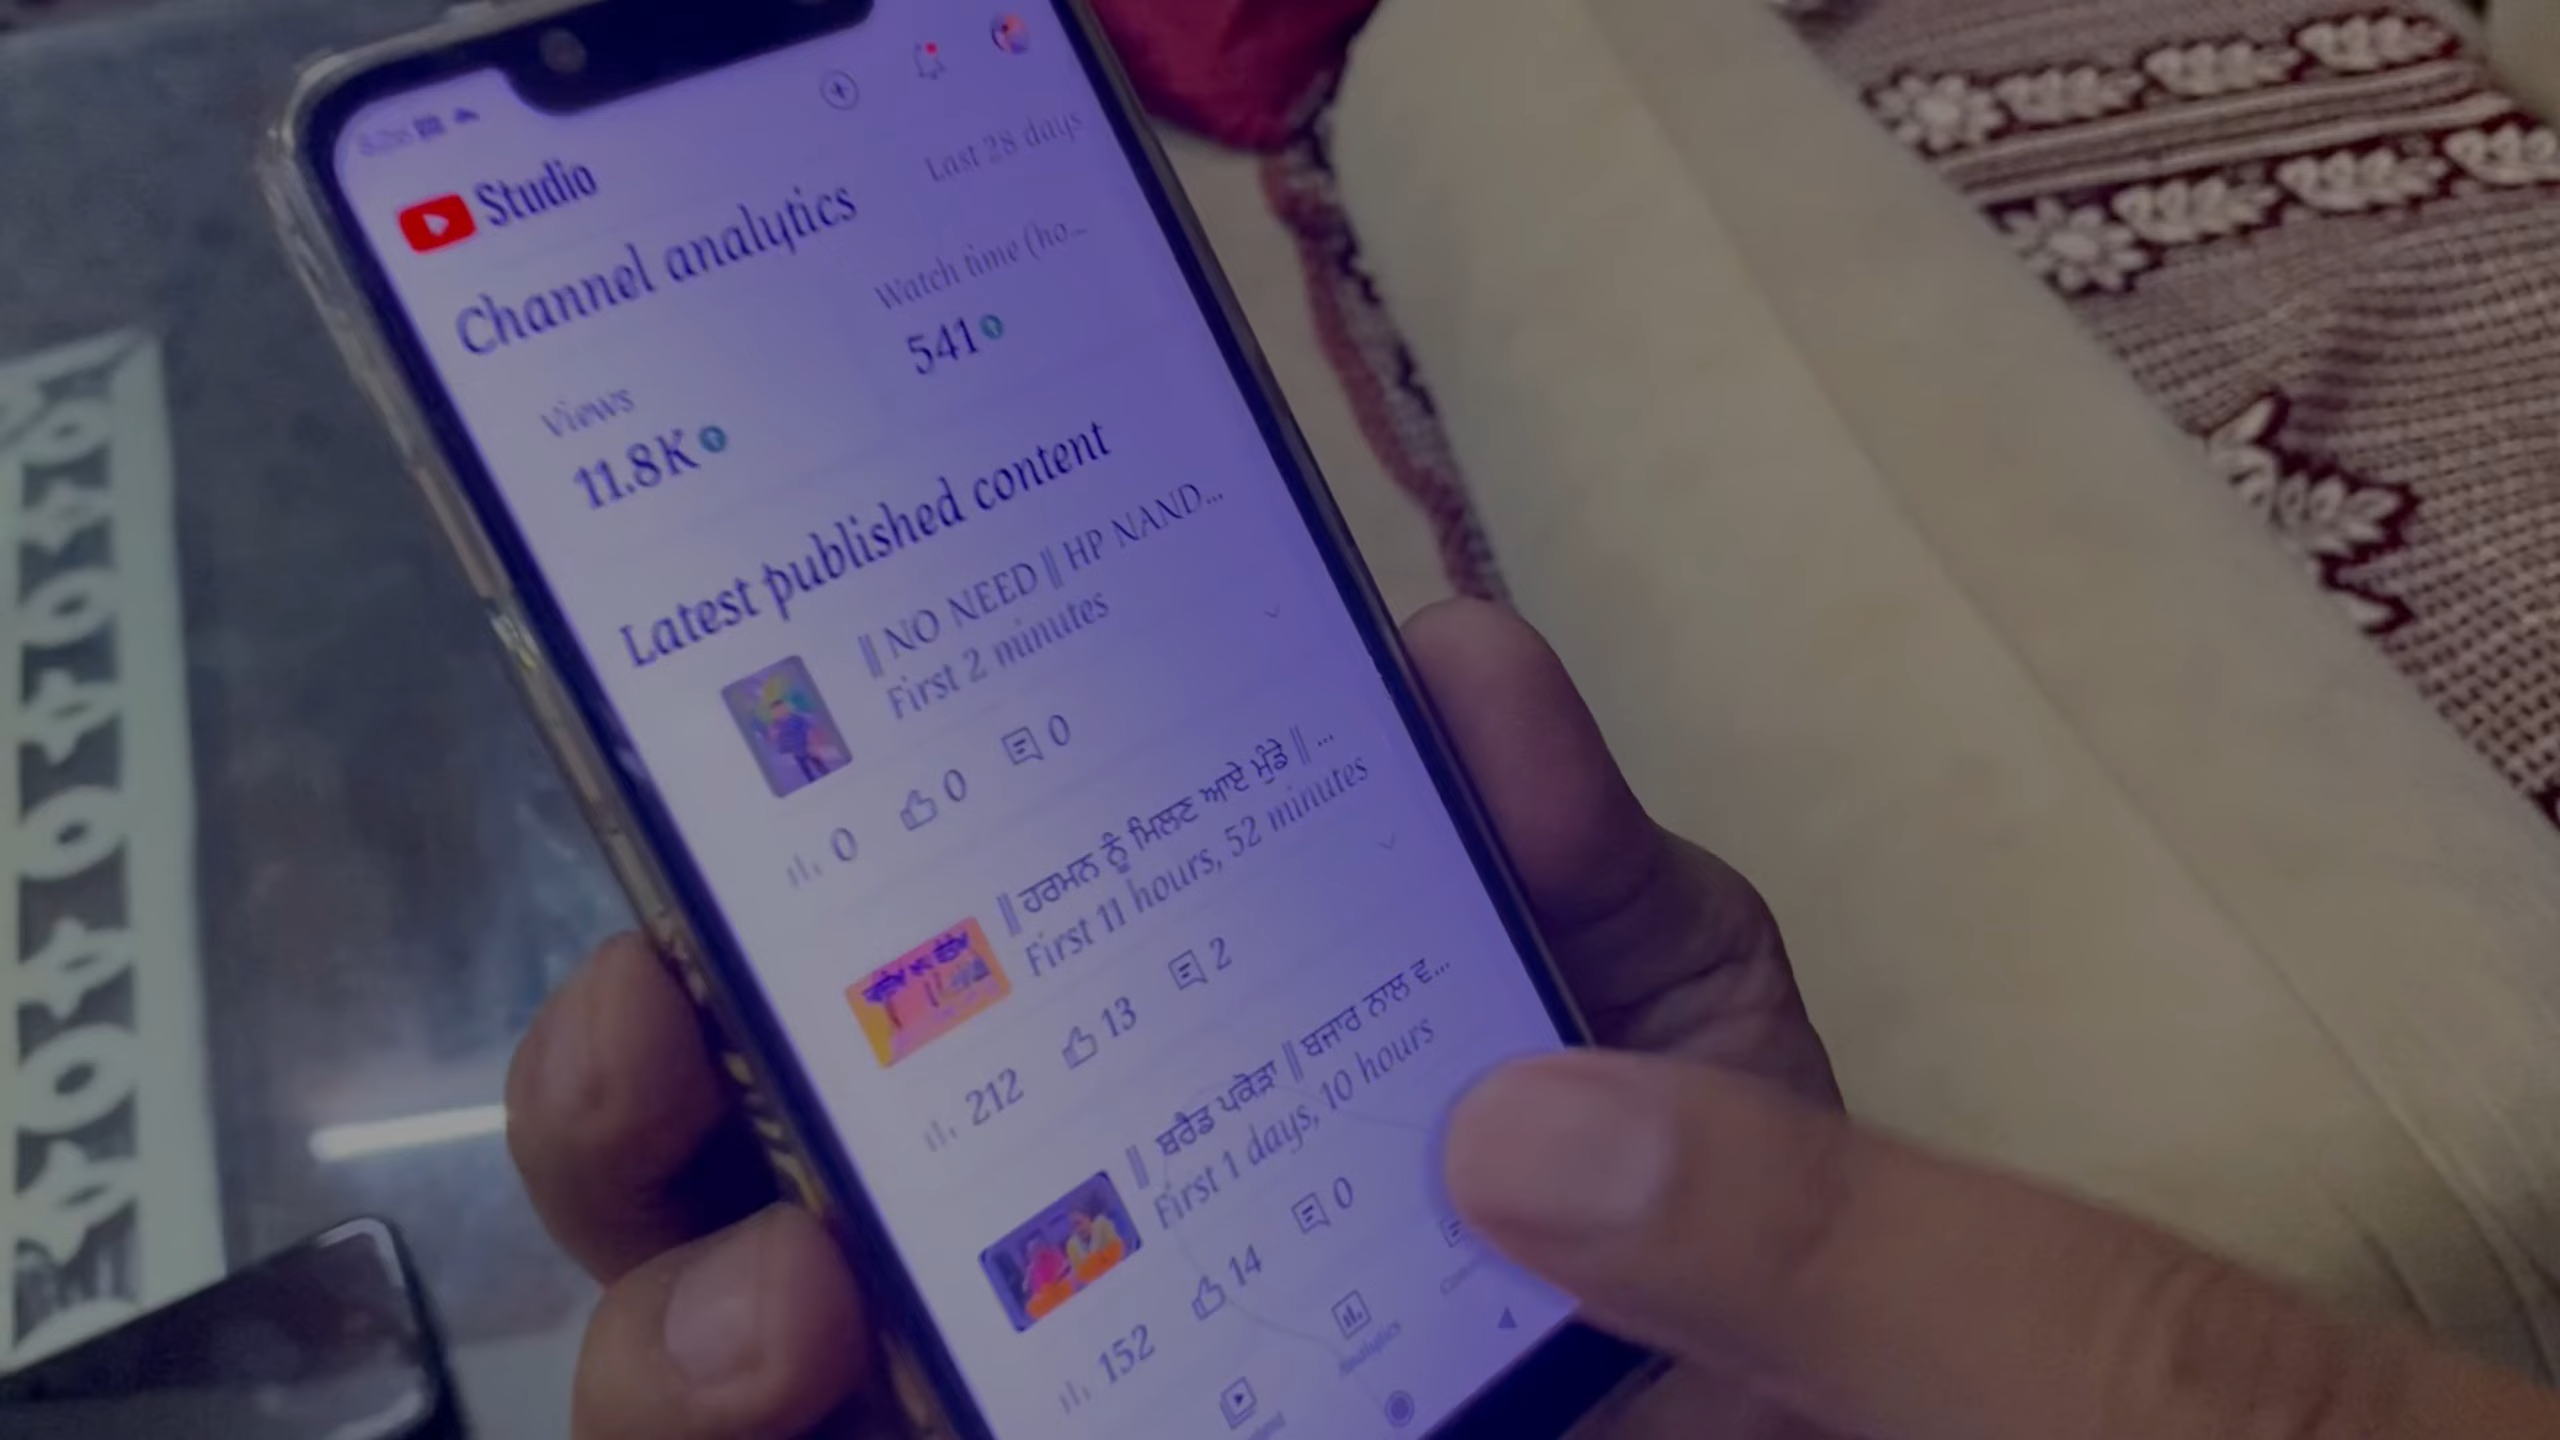 Studio
Channel analytics
Last 28 days
Views
11.8K
Watch time (ho...
541
Latest published content
|| NO NEED || HP NAND...
First 2 minutes
0 0 0
|| ਹਰਮਨ ਨੂੰ ਮਿਲਣ ਆਏ ਮੁੰਡੇ || ...
First 11 hours, 52 minutes
212 13 2
|| ਬਰੈਡ ਪਕੋੜਾ || ਬਜਾਰ ਨਾਲ ਵ...
First 1 days, 10 hours
152 14 0
Analytics